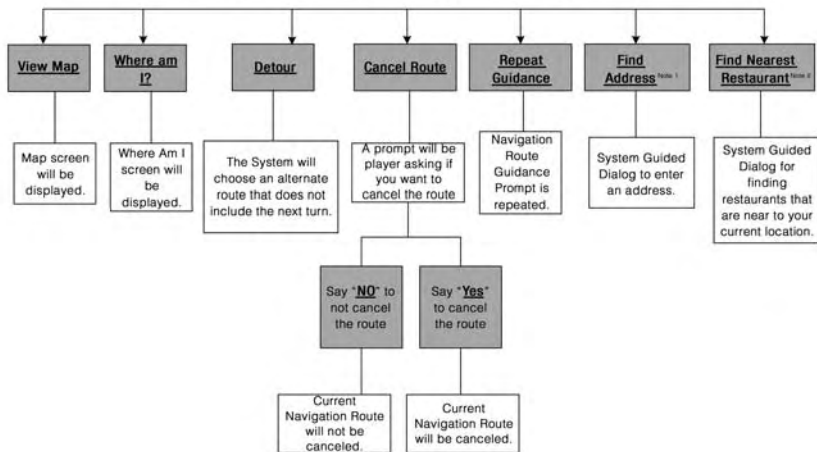 View Map
Where am
I?
Detour
Cancel Route
Repeat
Guidance
Find
Address Note 1
Find Nearest
Restaurant Note
Map screen
will be
displayed.
Where Am I
screen will
be
displayed.
The System will
choose an alternate
route that does not
include the next turn.
A prompt will be
player asking if
you want to
cancel the route
Navigation
Route
Guidance
Prompt is
repeated.
System Guided
Dialog to enter
an address.
System Guided
Dialog for
finding
restaurants that
are near to your
current location.
Say "NO" to
not cancel
the route
Say "Yes"
to cancel
the route
Current
Navigation Route
will not be
canceled.
Current
Navigation Route
will be canceled.